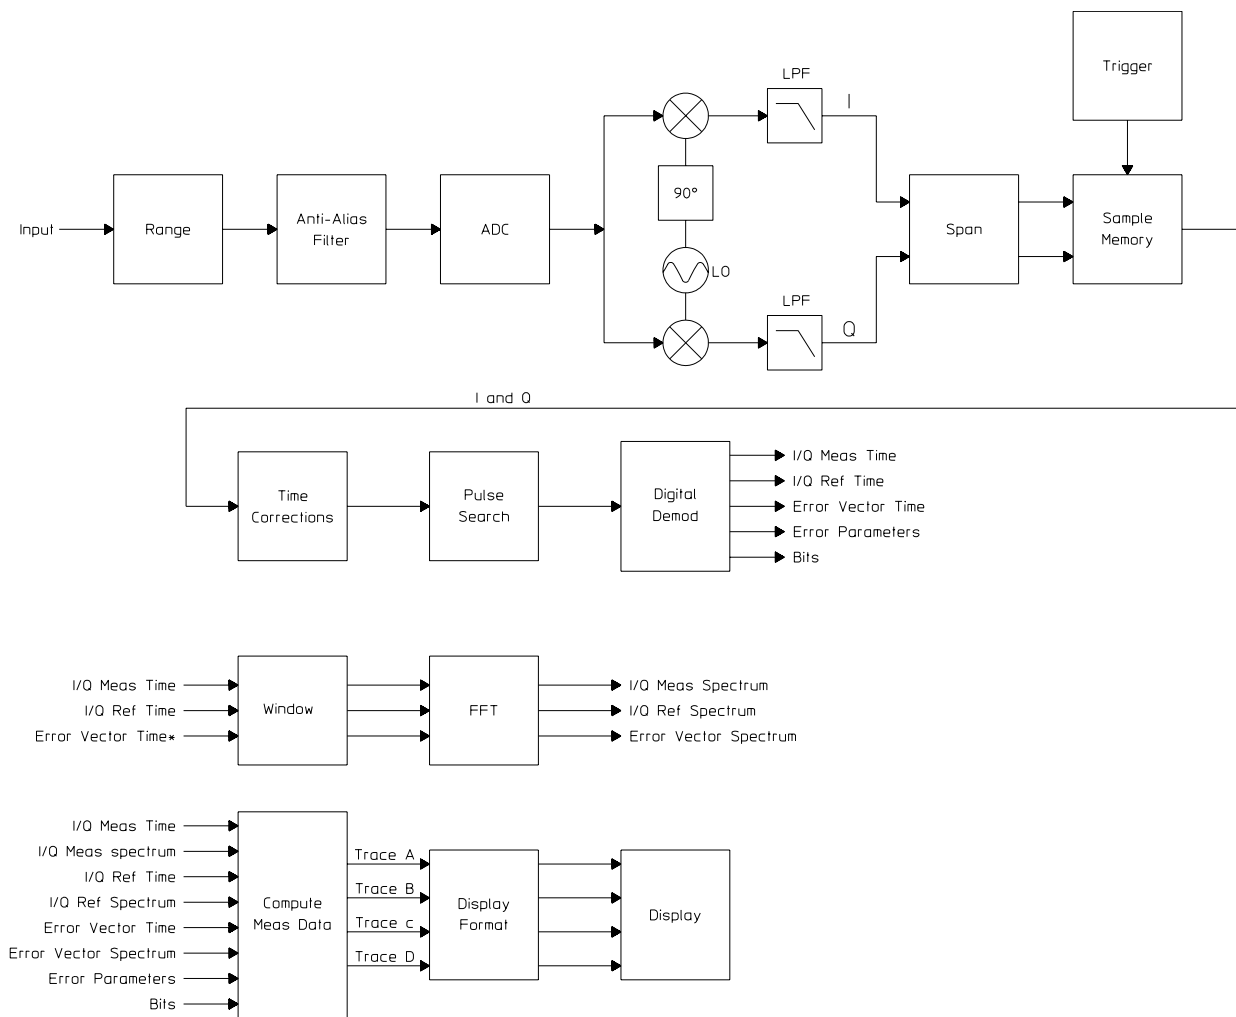 Trigger
LPF
I
90°
Input
Range
Anti-Alias
Filter
ADC
Span
Sample
Memory
LO
LPF
Q
I and Q
Time
Corrections
Pulse
Search
Digital
Demod
I/Q Meas Time
I/Q Ref Time
Error Vector Time
Error Parameters
Bits
I/Q Meas Time
I/Q Ref Time
Error Vector Time*
Window
FFT
I/Q Meas Spectrum
I/Q Ref Spectrum
Error Vector Spectrum
I/Q Meas Time
I/Q Meas spectrum
I/Q Ref Time
I/Q Ref Spectrum
Error Vector Time
Error Vector Spectrum
Error Parameters
Bits
Compute
Meas Data
Trace A
Trace B
Trace c
Trace D
Display
Format
Display